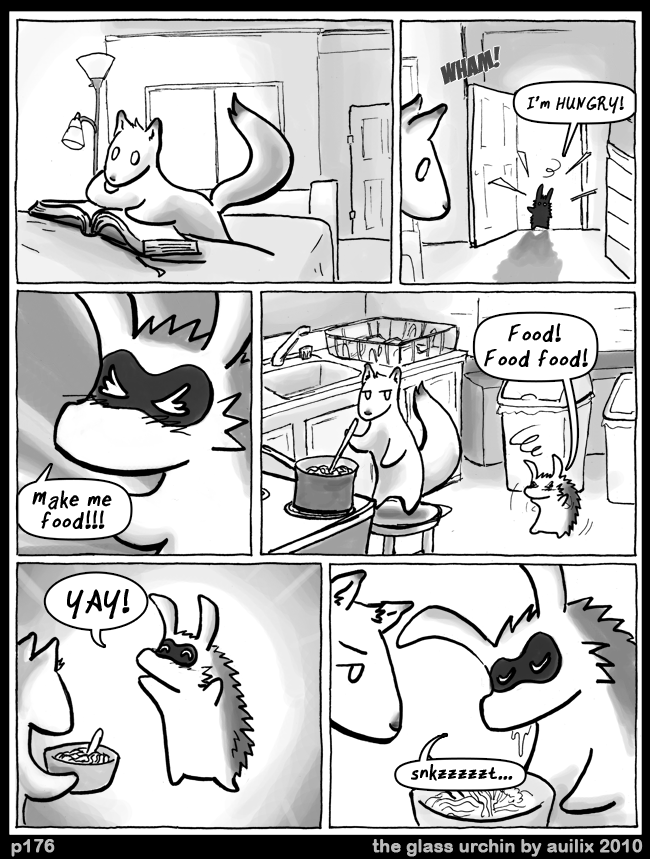 WHAM!
I'm HUNGRY!
make me
food!!!
Food!
Food food!
YAY!
snkzzzzzt...
p176
the glass urchin by auilix 2010